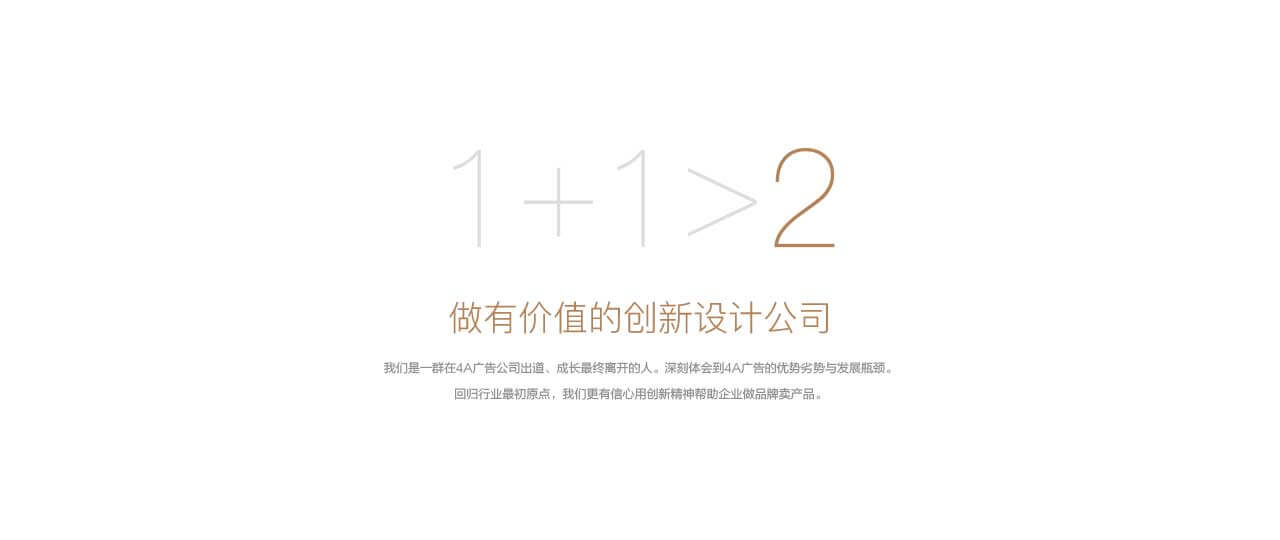 1+1>2
做有价值的创新设计公司
我们是一群在4A广告公司出道、成长最终离开的人。深刻体会到4A广告的优势劣势与发展瓶颈。
回归行业最初原点，我们更有信心用创新精神帮助企业做品牌卖产品。